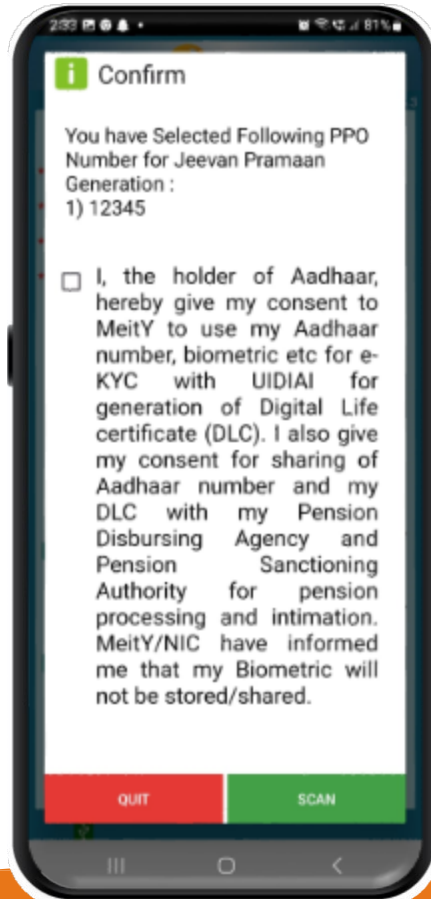 2:33 81%
i Confirm
You have Selected Following PPO
Number for Jeevan Pramaan
Generation :
1) 12345
I, the holder of Aadhaar,
hereby give my consent to
MeitY to use my Aadhaar
number, biometric etc for e-
KYC with UIDIAI for
generation of Digital Life
certificate (DLC). I also give
my consent for sharing of
Aadhaar number and my
DLC with my Pension
Disbursing Agency and
Pension Sanctioning
Authority for pension
processing and intimation.
MeitY/NIC have informed
me that my Biometric will
not be stored/shared.
QUIT SCAN